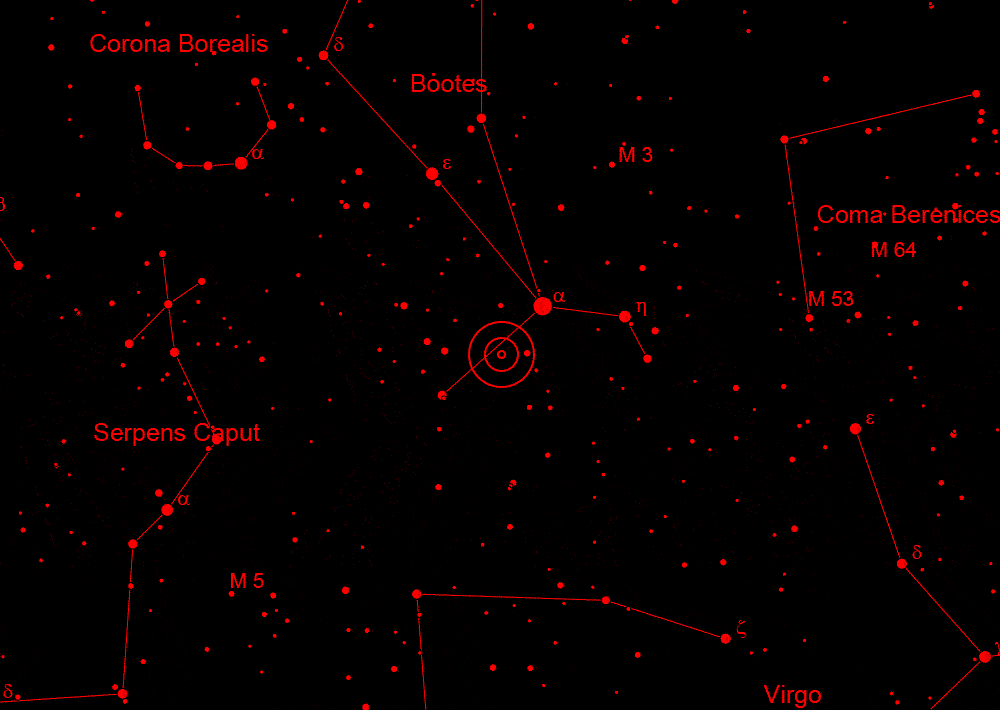 δ
Corona Borealis
Bootes
α
M 3
ε
β
Coma Berenices
M 64
α
M 53
η
ε
Serpens Caput
α
δ
M 5
ζ
γ
δ
Virgo